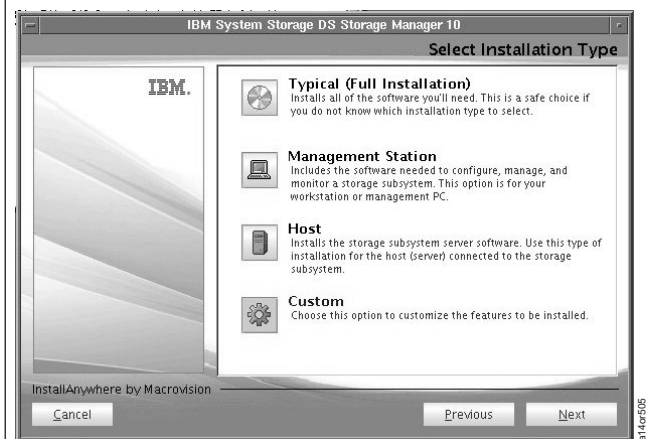 IBM System Storage DS Storage Manager 10
Select Installation Type
IBM.
Typical (Full Installation)
Installs all of the software you'll need. This is a safe choice if
you do not know which installation type to select.
Management Station
Includes the software needed to configure, manage, and
monitor a storage subsystem. This option is for your
workstation or management PC.
Host
Installs the storage subsystem server software. Use this type of
installation for the host (server) connected to the storage
subsystem.
Custom
Choose this option to customize the features to be installed.
InstallAnywhere by Macrovision
Cancel
Previous
Next
a14or505